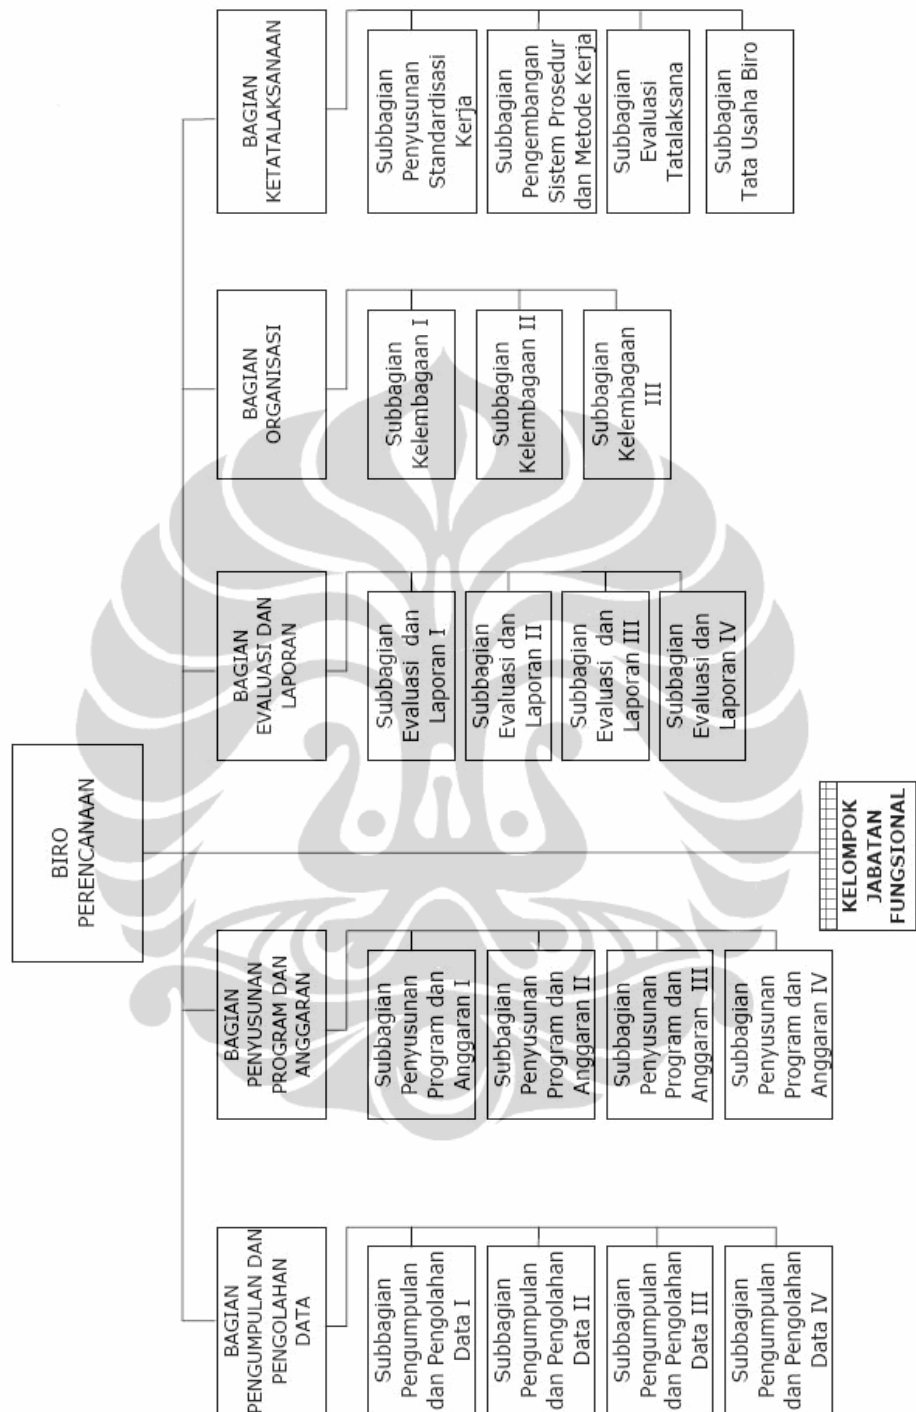 BIRO
PERENCANAAN
BAGIAN
PENGUMPULAN DAN
PENGOLAHAN
DATA
Subbagian
Pengumpulan
dan Pengolahan
Data I
Subbagian
Pengumpulan
dan Pengolahan
Data II
Subbagian
Pengumpulan
dan Pengolahan
Data III
Subbagian
Pengumpulan
dan Pengolahan
Data IV
BAGIAN
PENYUSUNAN
PROGRAM DAN
ANGGARAN
Subbagian
Penyusunan
Program dan
Anggaran I
Subbagian
Penyusunan
Program dan
Anggaran II
Subbagian
Penyusunan
Program dan
Anggaran III
Subbagian
Penyusunan
Program dan
Anggaran IV
BAGIAN
EVALUASI DAN
LAPORAN
Subbagian
Evaluasi dan
Laporan I
Subbagian
Evaluasi dan
Laporan II
Subbagian
Evaluasi dan
Laporan III
Subbagian
Evaluasi dan
Laporan IV
BAGIAN
ORGANISASI
Subbagian
Kelembagaan I
Subbagian
Kelembagaan II
Subbagian
Kelembagaan
III
BAGIAN
KETATALAKSANAAN
Subbagian
Penyusunan
Standardisasi
Kerja
Subbagian
Pengembangan
Sistem Prosedur
dan Metode Kerja
Subbagian
Evaluasi
Tatalaksana
Subbagian
Tata Usaha Biro
KELOMPOK
JABATAN
FUNGSIONAL